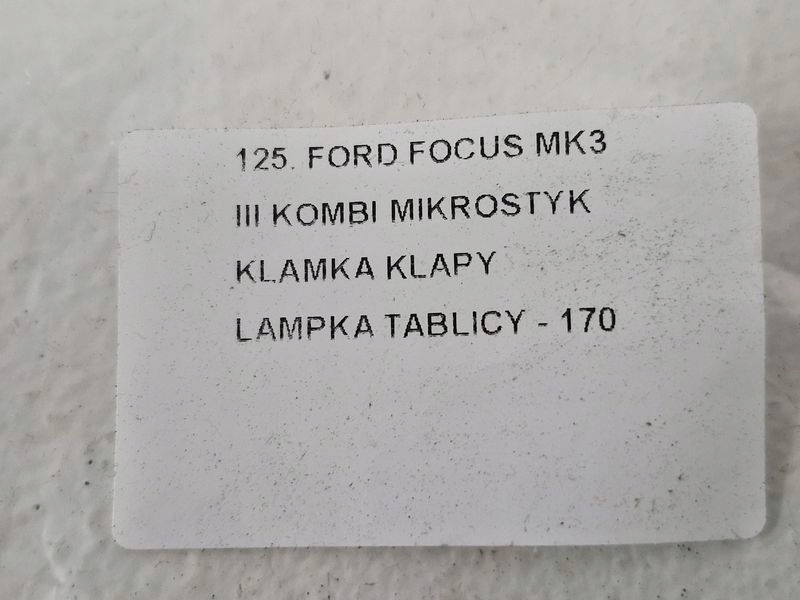 125. FORD FOCUS MK3
III KOMBI MIKROSTYK
KLAMKA KLAPY
LAMPKA TABLICY - 170